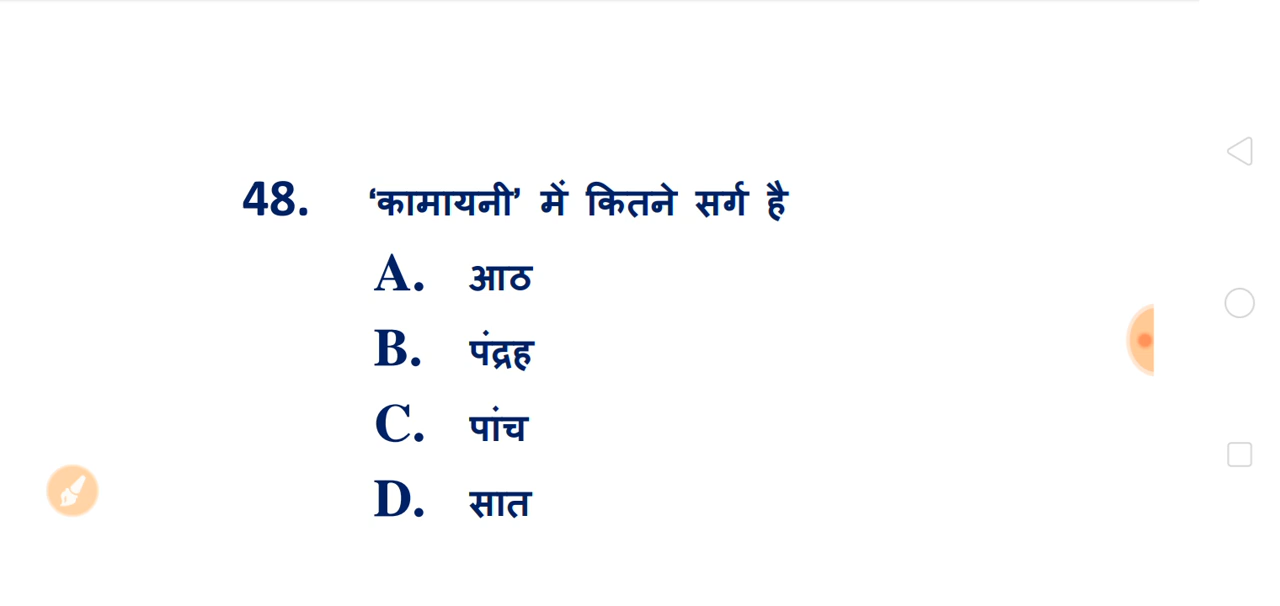 48. ‘कामायनी’ में कितने सर्ग है
A. आठ
B. पंद्रह
C. पांच
D. सात